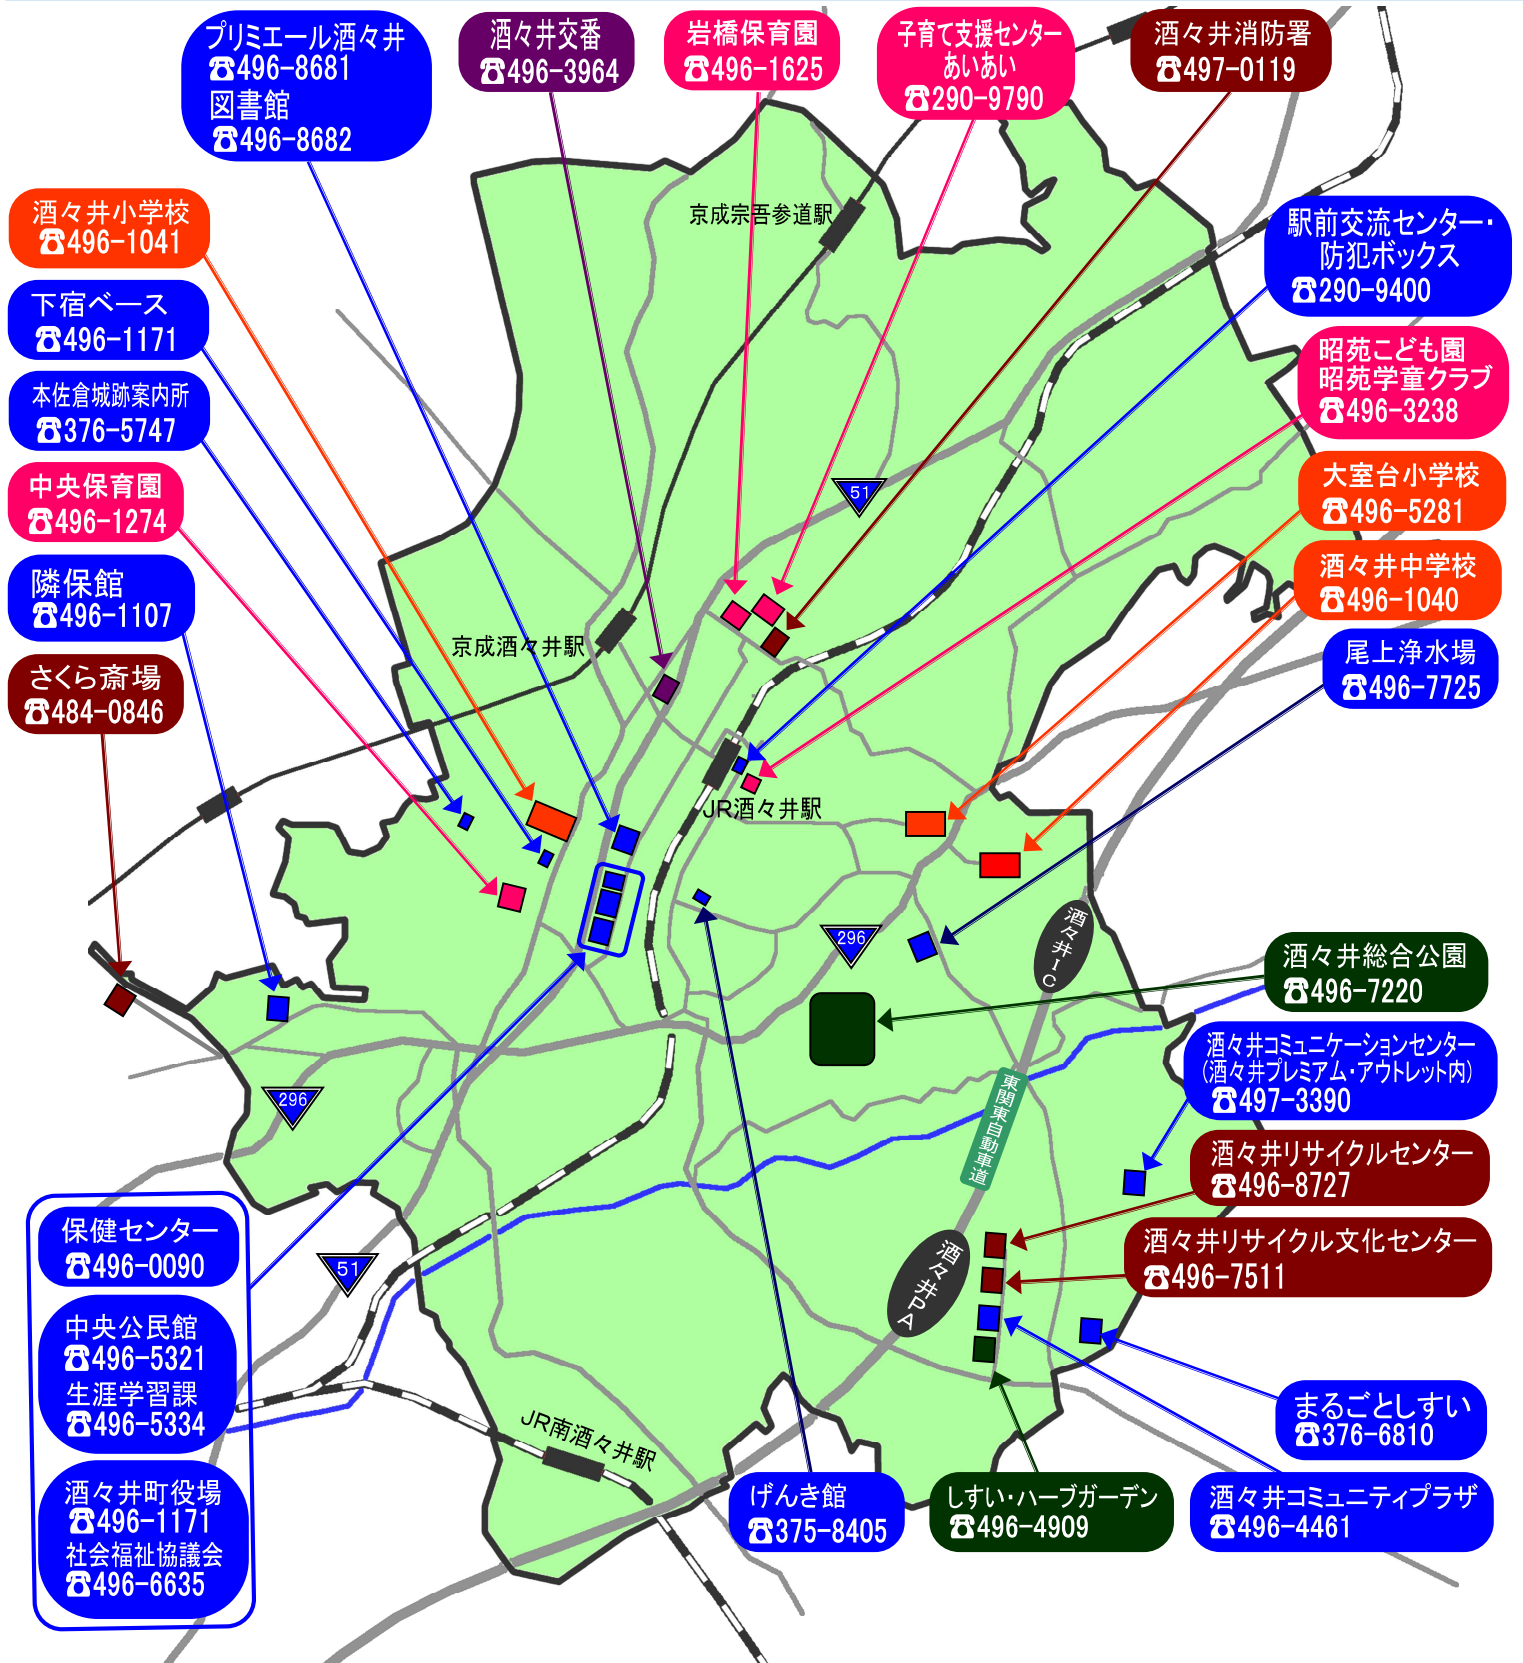 プリミエール酒々井
☎496-8681
図書館
☎496-8682
酒々井交番
☎496-3964
岩橋保育園
☎496-1625
子育て支援センター
あいあい
☎290-9790
酒々井消防署
☎497-0119
酒々井小学校
☎496-1041
下宿ベース
☎496-1171
本佐倉城跡案内所
☎376-5747
中央保育園
☎496-1274
隣保館
☎496-1107
さくら斎場
☎484-0846
駅前交流センター・
防犯ボックス
☎290-9400
昭苑こども園
昭苑学童クラブ
☎496-3238
大室台小学校
☎496-5281
酒々井中学校
☎496-1040
尾上浄水場
☎496-7725
京成宗吾参道駅
51
京成酒々井駅
JR酒々井駅
296
酒々井IC
酒々井総合公園
☎496-7220
酒々井コミュニケーションセンター
(酒々井プレミアム・アウトレット内)
☎497-3390
296
東関東自動車道
酒々井リサイクルセンター
☎496-8727
酒々井リサイクル文化センター
☎496-7511
51
酒々井PA
保健センター
☎496-0090
中央公民館
☎496-5321
生涯学習課
☎496-5334
酒々井町役場
☎496-1171
社会福祉協議会
☎496-6635
JR南酒々井駅
まるごとしすい
☎376-6810
げんき館
☎375-8405
しすい・ハーブガーデン
☎496-4909
酒々井コミュニティプラザ
☎496-4461